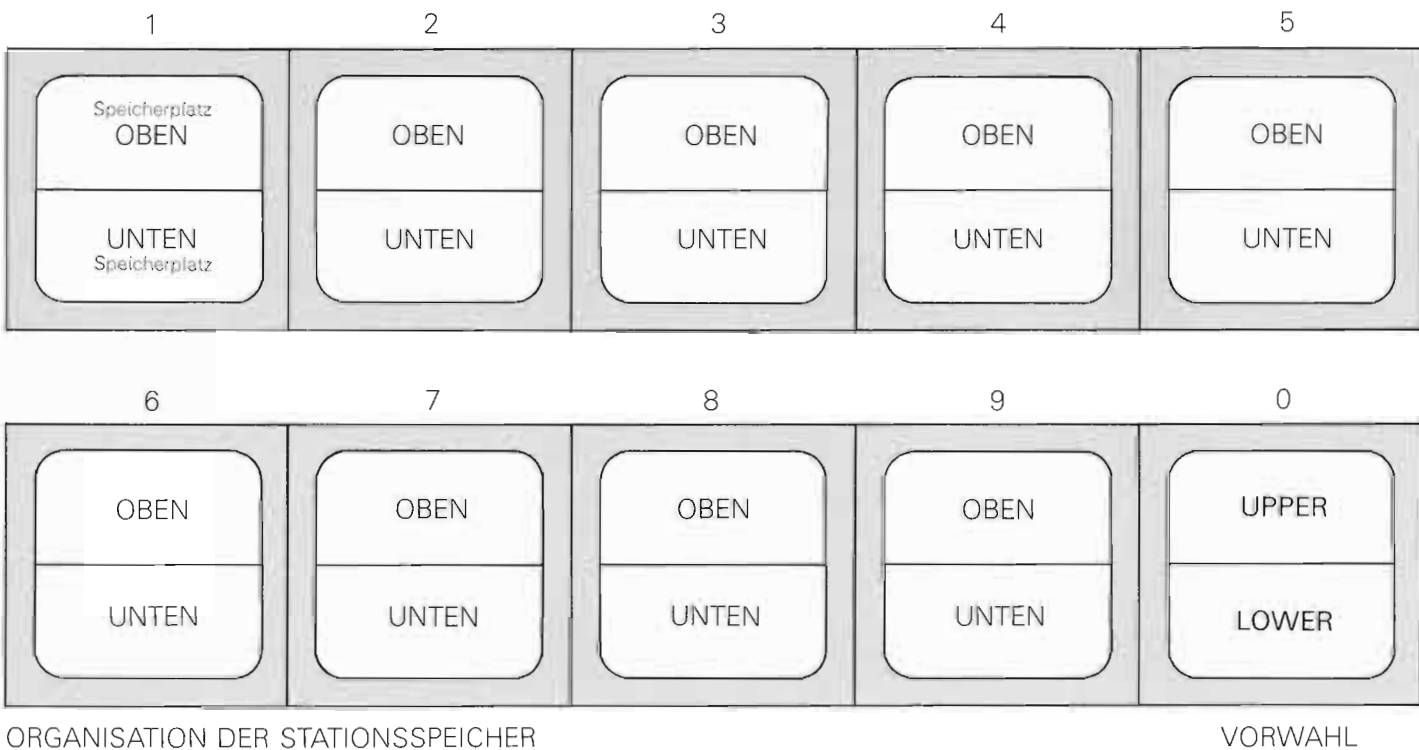 1 2 3 4 5
Speicherplatz
OBEN OBEN OBEN OBEN OBEN
UNTEN UNTEN UNTEN UNTEN UNTEN
Speicherplatz
6 7 8 9 0
OBEN OBEN OBEN OBEN UPPER
UNTEN UNTEN UNTEN UNTEN LOWER
ORGANISATION DER STATIONSSPEICHER VORWAHL